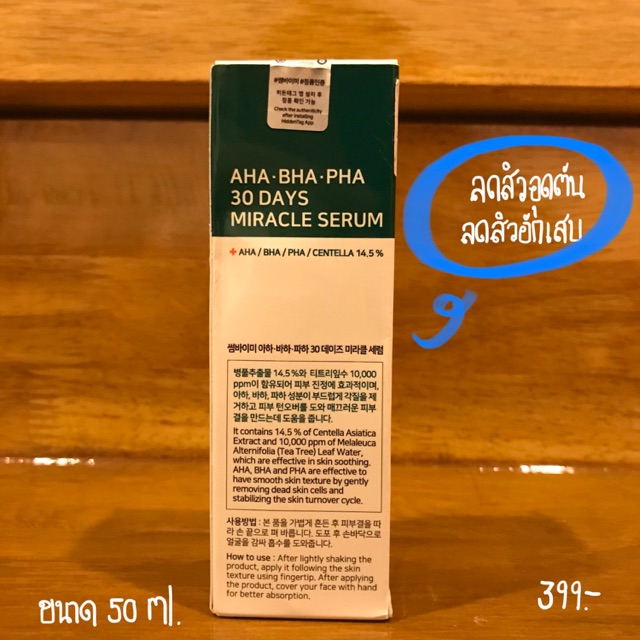 #썸바이미 #정품인증
히든태그 앱 설치 후
정품 확인 가능
Check the authenticity
after installing
HiddenTag App
AHA·BHA·PHA
30 DAYS
MIRACLE SERUM
+ AHA / BHA / PHA / CENTELLA 14.5 %
ลดสิวอุดตัน
ลดสิวอักเสบ
썸바이미 아하·바하·파하 30 데이즈 미라클 세럼
병풀추출물 14.5%와 티트리잎수 10,000
ppm이 함유되어 피부 진정에 효과적이며,
아하, 바하, 파하 성분이 부드럽게 각질을 제
거하고 피부 턴오버를 도와 매끄러운 피부
결을 만드는데 도움을 줍니다.
It contains 14.5 % of Centella Asiatica
Extract and 10,000 ppm of Melaleuca
Alternifolia (Tea Tree) Leaf Water,
which are effective in skin soothing.
AHA, BHA and PHA are effective to
have smooth skin texture by gently
removing dead skin cells and
stabilizing the skin turnover cycle.
사용방법 : 본 품을 가볍게 흔든 후 피부결을 따
라 손 끝으로 펴 바릅니다. 도포 후 손바닥으로
얼굴을 감싸 흡수를 도와줍니다.
How to use : After lightly shaking the
product, apply it following the skin
texture using fingertip. After applying
the product, cover your face with hand
for better absorption.
ขนาด 50 ml.
399.-